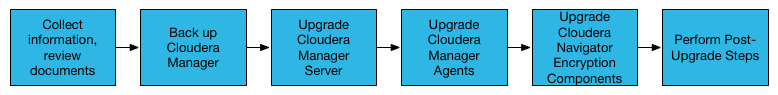 Collect
information,
review
documents
Back up
Cloudera
Manager
Upgrade
Cloudera
Manager
Server
Upgrade
Cloudera
Manager
Agents
Upgrade
Cloudera
Navigator
Encryption
Components
Perform Post-
Upgrade Steps